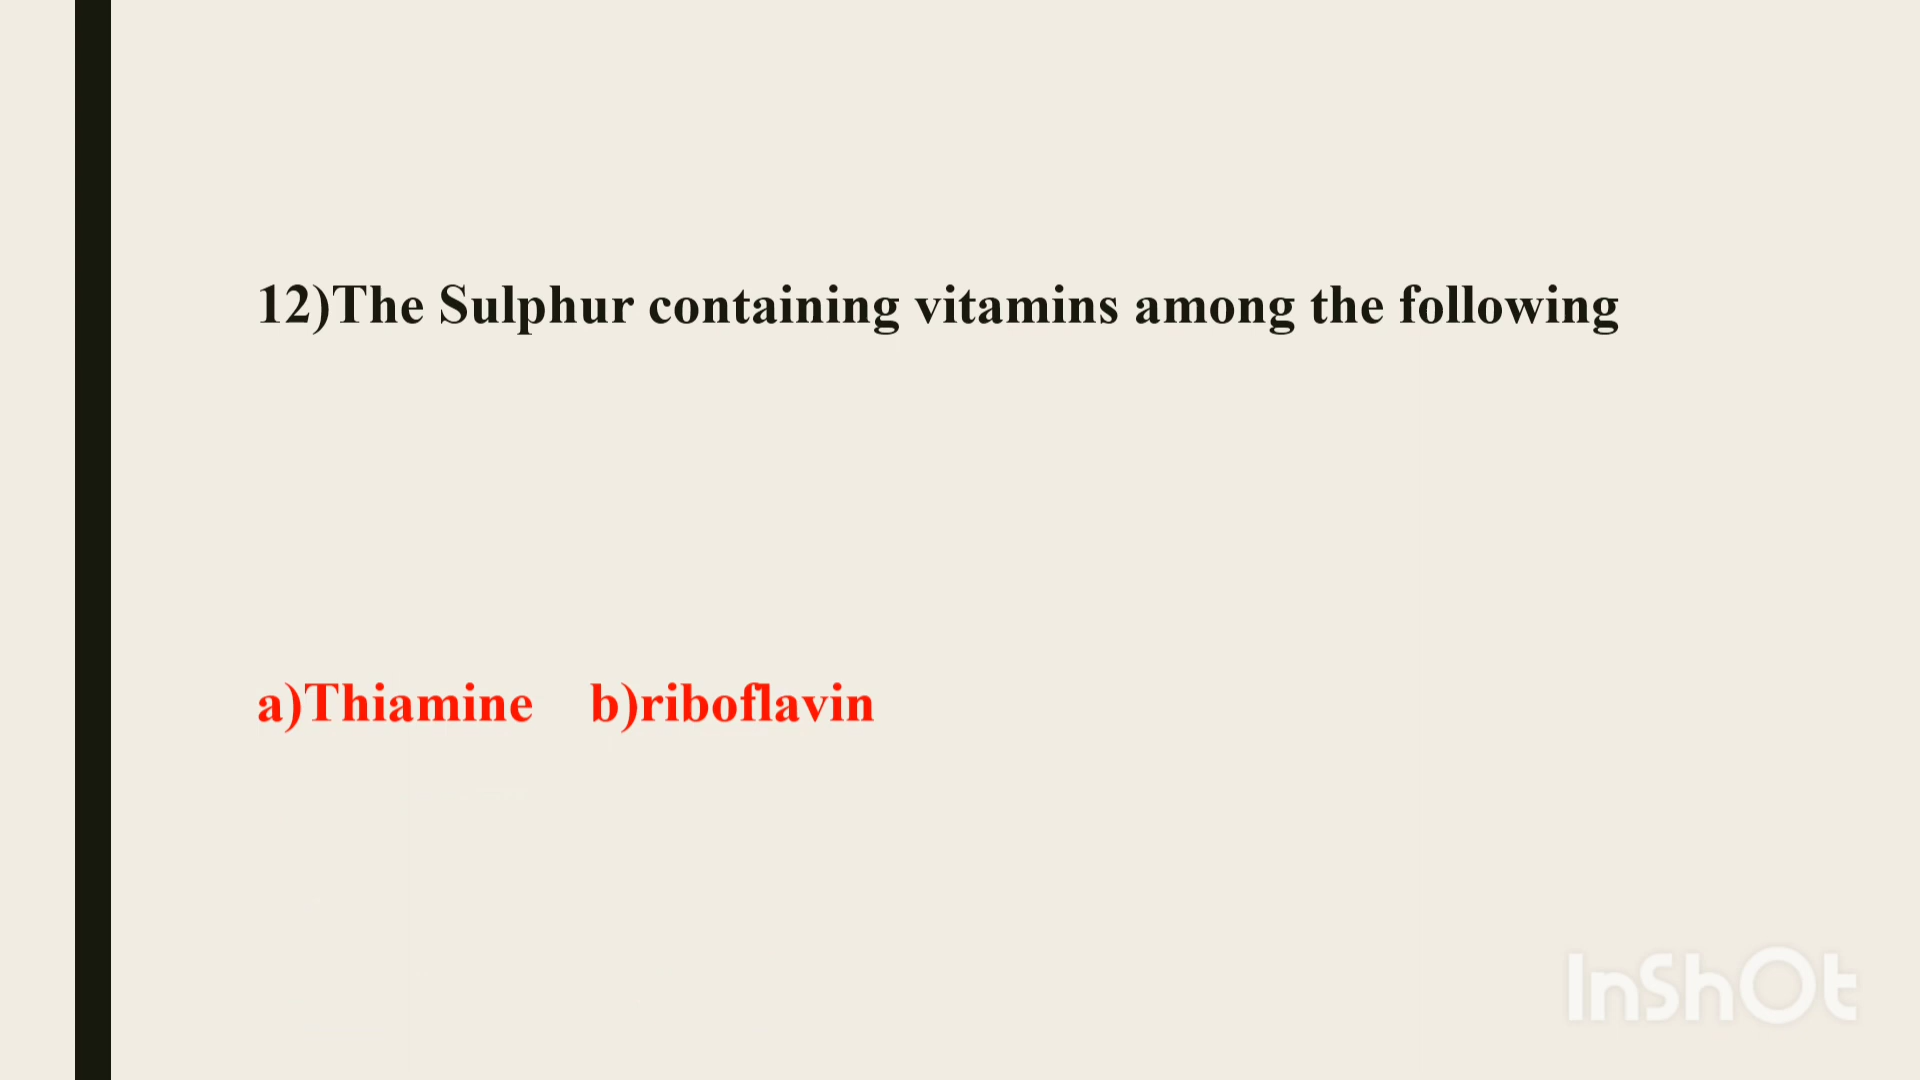 12)The Sulphur containing vitamins among the following
a)Thiamine b)riboflavin
InShOt